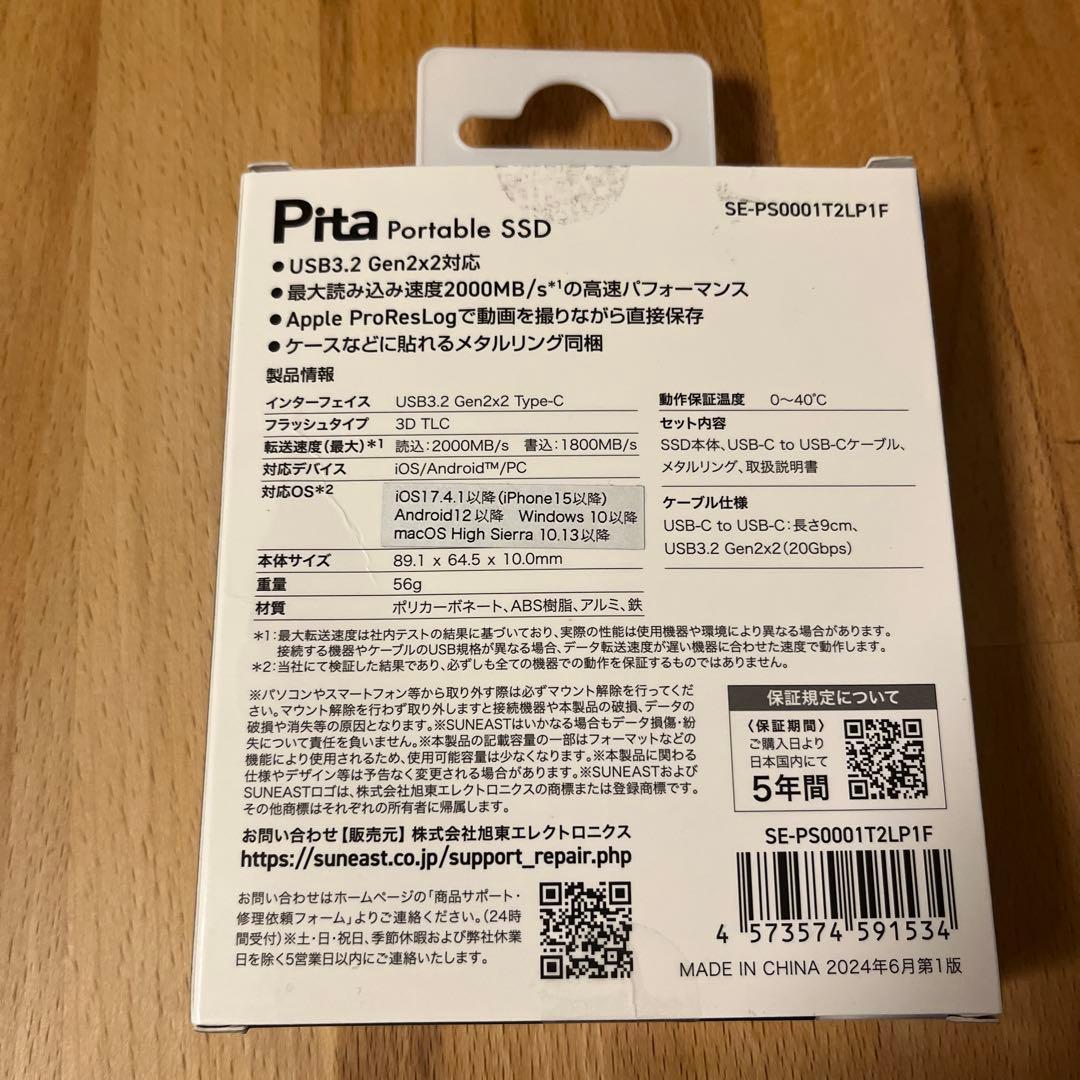 Pita Portable SSD
SE-PS0001T2LP1F
●USB3.2 Gen2x2対応
●最大読み込み速度2000MB/s*1の高速パフォーマンス
●Apple ProResLogで動画を撮りながら直接保存
●ケースなどに貼れるメタルリング同梱
製品情報
インターフェイス USB3.2 Gen2x2 Type-C
フラッシュタイプ 3D TLC
転送速度(最大)*1 読込:2000MB/s 書込:1800MB/s
対応デバイス iOS/Android™/PC
対応OS*2 iOS17.4.1以降(iPhone15以降)
Android12以降 Windows 10以降
macOS High Sierra 10.13以降
本体サイズ 89.1 x 64.5 x 10.0mm
重量 56g
材質 ポリカーボネート、ABS樹脂、アルミ、鉄
動作保証温度 0〜40℃
セット内容
SSD本体、USB-C to USB-Cケーブル、
メタルリング、取扱説明書
ケーブル仕様
USB-C to USB-C:長さ9cm、
USB3.2 Gen2x2(20Gbps)
*1:最大転送速度は社内テストの結果に基づいており、実際の性能は使用機器や環境により異なる場合があります。
接続する機器やケーブルのUSB規格が異なる場合、データ転送速度が遅い機器に合わせた速度で動作します。
*2:当社にて検証した結果であり、必ずしも全ての機器での動作を保証するものではありません。
※パソコンやスマートフォン等から取り外す際は必ずマウント解除を行ってくだ
さい。マウント解除を行わず取り外しますと接続機器や本製品の破損、データの
破損や消失等の原因となります。※SUNEASTはいかなる場合もデータ損傷・紛
失について責任を負いません。※本製品の記載容量の一部はフォーマットなどの
機能により使用されるため、使用可能容量は少なくなります。※本製品に関わる
仕様やデザイン等は予告なく変更される場合があります。※SUNEASTおよび
SUNEASTロゴは、株式会社旭東エレクトロニクスの商標または登録商標です。
その他商標はそれぞれの所有者に帰属します。
保証規定について
〈保証期間〉
ご購入日より
日本国内にて
5年間
お問い合わせ【販売元】株式会社旭東エレクトロニクス
https://suneast.co.jp/support_repair.php
お問い合わせはホームページの「商品サポート・
修理依頼フォーム」よりご連絡ください。(24時
間受付)※土・日・祝日、季節休暇および弊社休業
日を除く5営業日以内にご連絡いたします。
SE-PS0001T2LP1F
4 573574 591534
MADE IN CHINA 2024年6月第1版